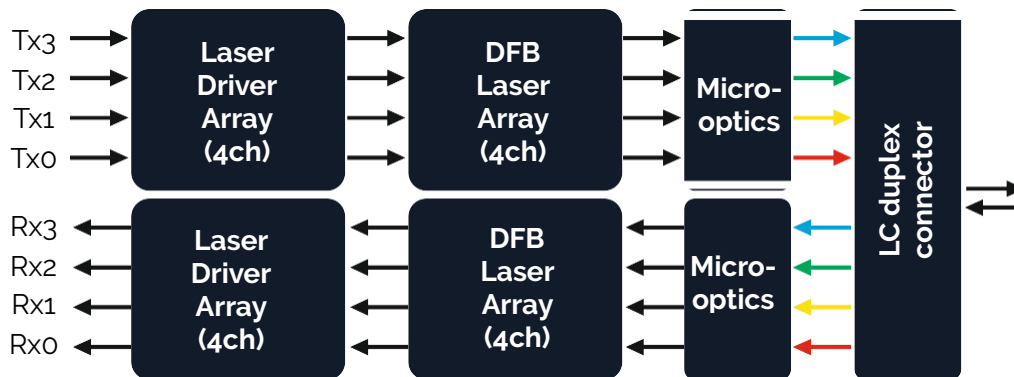 Tx3
Tx2
Tx1
Tx0
Laser
Driver
Array
(4ch)
DFB
Laser
Array
(4ch)
Micro-
optics
LC duplex
connector
Rx3
Rx2
Rx1
Rx0
Laser
Driver
Array
(4ch)
DFB
Laser
Array
(4ch)
Micro-
optics